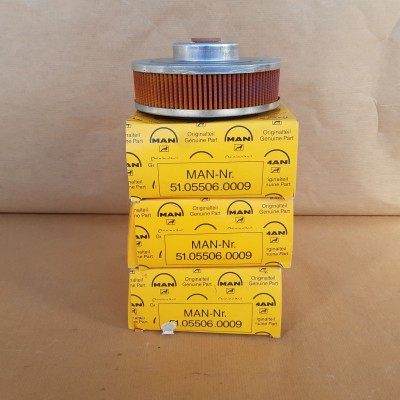 Originalteil
Genuine Part
MAN
Originalteil
Genuine Part
MAN
MAN-Nr.
51.05506.0009
Originalteil
Genuine Part
MAN
Originalteil
Genuine Part
MAN
MAN-Nr.
51.05506.0009
Originalteil
Genuine Part
MAN
Originalteil
Genuine Part
MAN
MAN-Nr.
51.05506.0009